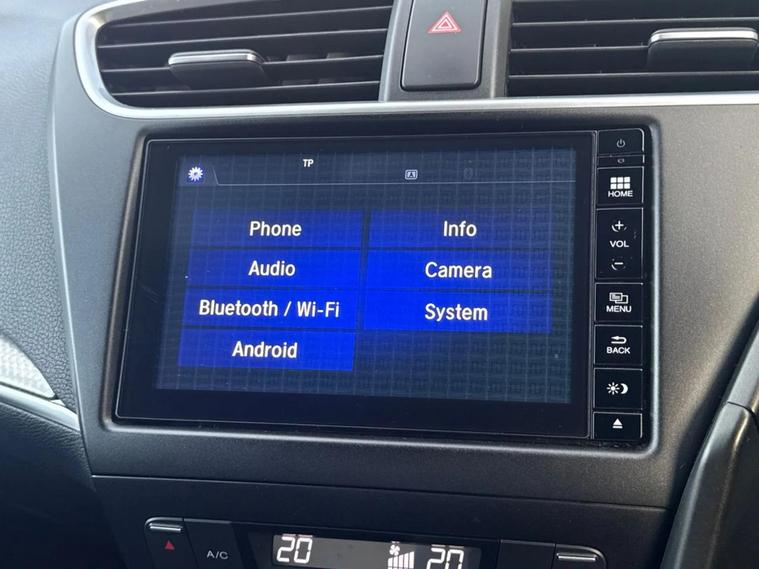 TP
Phone
Info
Audio
Camera
Bluetooth / Wi-Fi
System
Android
HOME
+
VOL
−
MENU
BACK
A/C
20
20